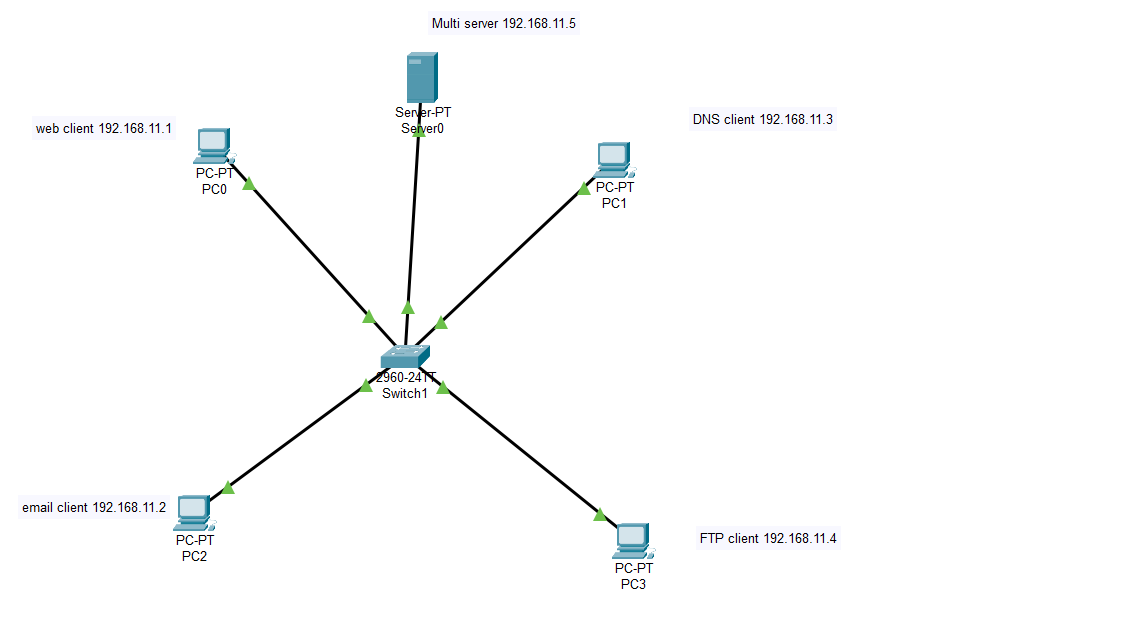 Multi server 192.168.11.5
Server-PT
Server0
web client 192.168.11.1
PC-PT
PC0
DNS client 192.168.11.3
PC-PT
PC1
2960-24TT
Switch1
email client 192.168.11.2
PC-PT
PC2
FTP client 192.168.11.4
PC-PT
PC3